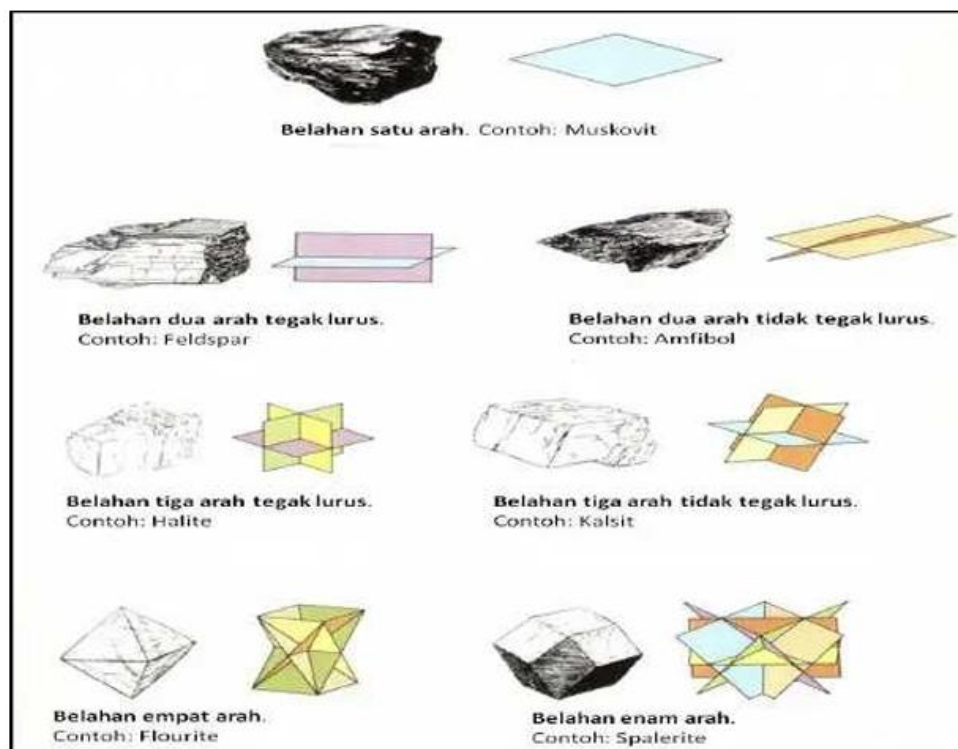 Belahan satu arah. Contoh: Muskovit
Belahan dua arah tegak lurus.
Contoh: Feldspar
Belahan dua arah tidak tegak lurus.
Contoh: Amfibol
Belahan tiga arah tegak lurus.
Contoh: Halite
Belahan tiga arah tidak tegak lurus.
Contoh: Kalsit
Belahan empat arah.
Contoh: Flourite
Belahan enam arah.
Contoh: Spalerite